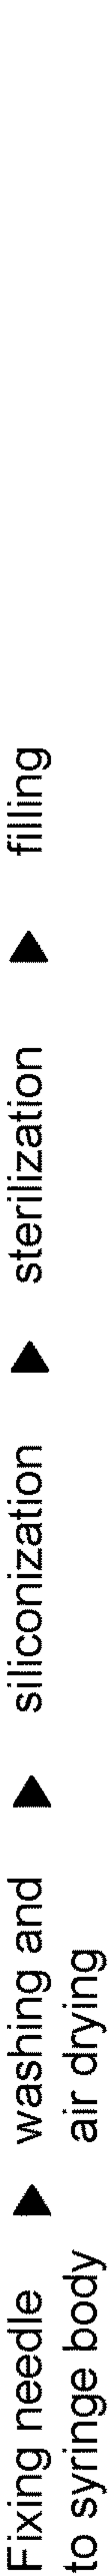 Fixing needle ▶ washing and ▶ siliconization ▶ sterilization ▶ filling
to syringe body air drying